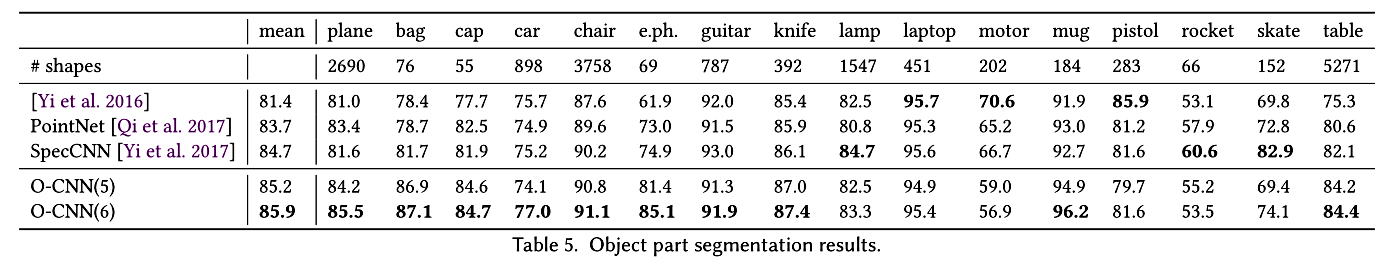 mean plane bag cap car chair e.ph. guitar knife lamp laptop motor mug pistol rocket skate table
# shapes 2690 76 55 898 3758 69 787 392 1547 451 202 184 283 66 152 5271
[Yi et al. 2016] 81.4 81.0 78.4 77.7 75.7 87.6 61.9 92.0 85.4 82.5 95.7 70.6 91.9 85.9 53.1 69.8 75.3
PointNet [Qi et al. 2017] 83.7 83.4 78.7 82.5 74.9 89.6 73.0 91.5 85.9 80.8 95.3 65.2 93.0 81.2 57.9 72.8 80.6
SpecCNN [Yi et al. 2017] 84.7 81.6 81.7 81.9 75.2 90.2 74.9 93.0 86.1 84.7 95.6 66.7 92.7 81.6 60.6 82.9 82.1
O-CNN(5) 85.2 84.2 86.9 84.6 74.1 90.8 81.4 91.3 87.0 82.5 94.9 59.0 94.9 79.7 55.2 69.4 84.2
O-CNN(6) 85.9 85.5 87.1 84.7 77.0 91.1 85.1 91.9 87.4 83.3 95.4 56.9 96.2 81.6 53.5 74.1 84.4
Table 5. Object part segmentation results.